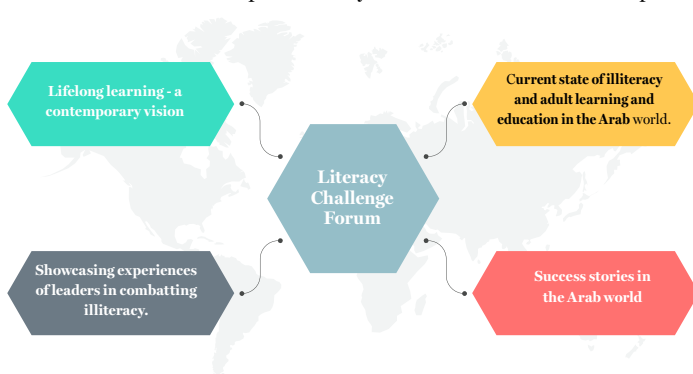 Lifelong learning - a
contemporary vision
Current state of illiteracy
and adult learning and
education in the Arab world.
Literacy
Challenge
Forum
Showcasing experiences
of leaders in combatting
illiteracy.
Success stories in
the Arab world